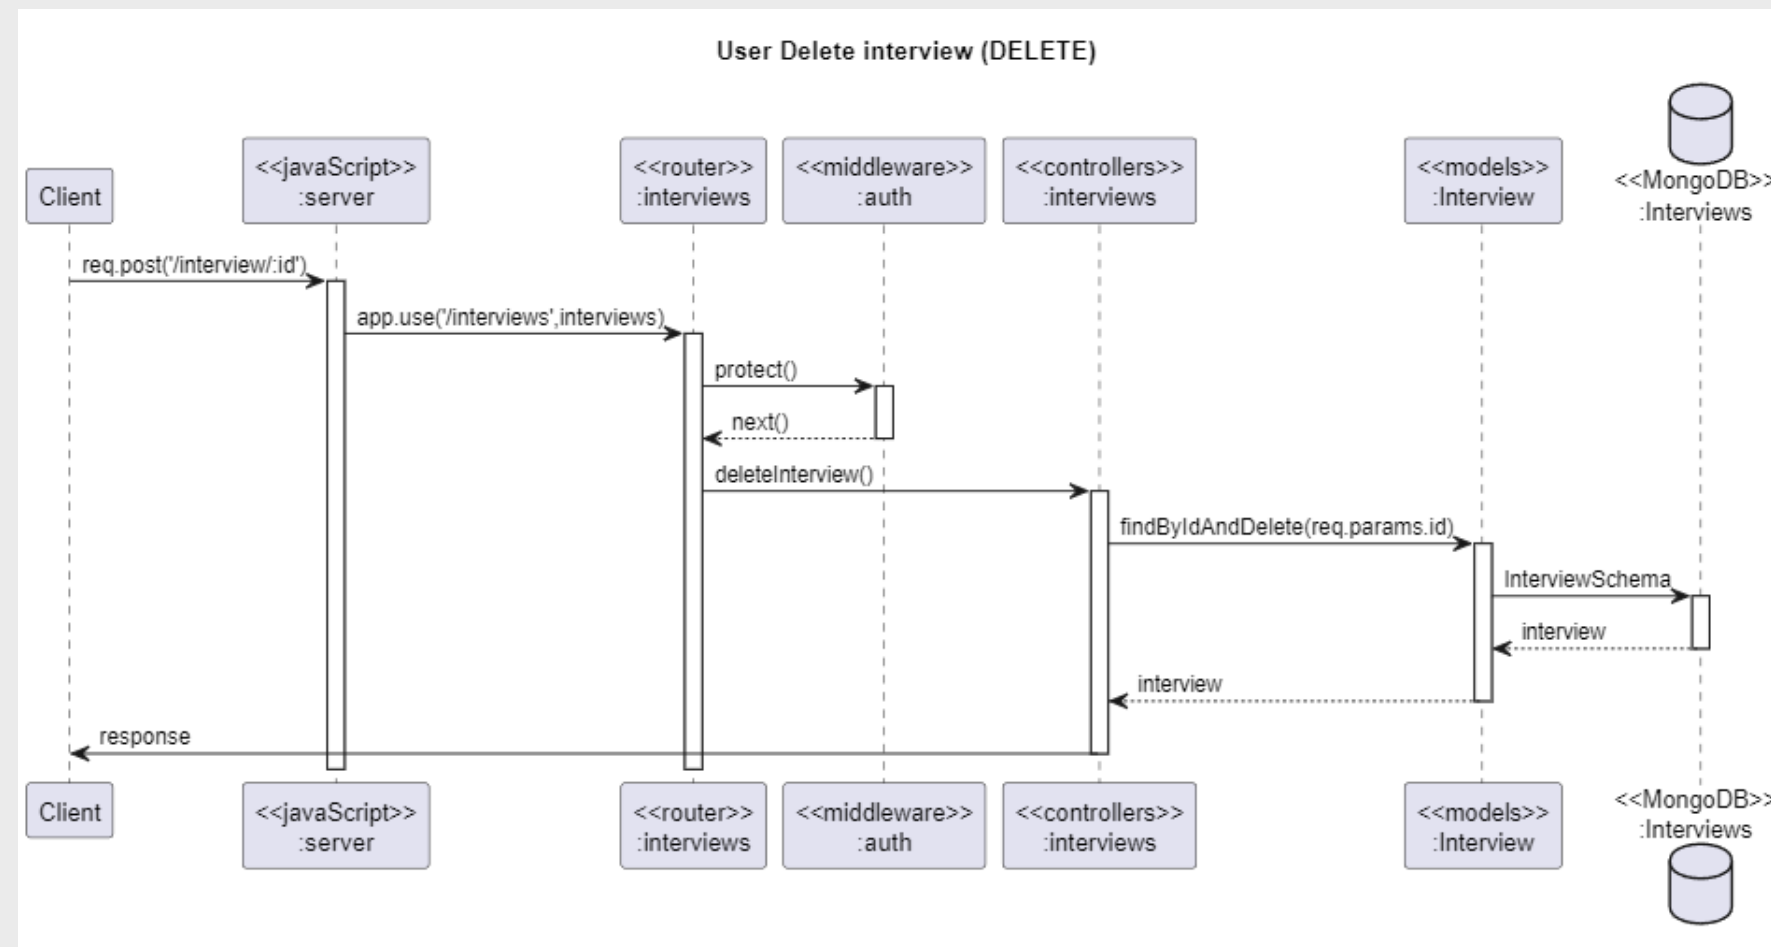 User Delete interview (DELETE)
Client
<<javaScript>>
:server
<<router>>
:interviews
<<middleware>>
:auth
<<controllers>>
:interviews
<<models>>
:Interview
<<MongoDB>>
:Interviews
req.post('/interview/:id')
app.use('/interviews',interviews)
protect()
next()
deleteInterview()
findByIdAndDelete(req.params.id)
InterviewSchema
interview
interview
response
Client
<<javaScript>>
:server
<<router>>
:interviews
<<middleware>>
:auth
<<controllers>>
:interviews
<<models>>
:Interview
<<MongoDB>>
:Interviews